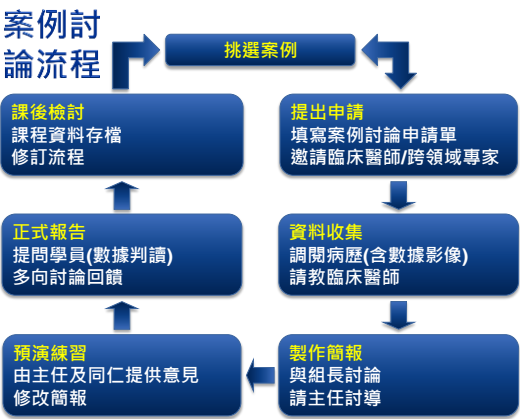 案例討
論流程
挑選案例
提出申請
填寫案例討論申請單
邀請臨床醫師/跨領域專家
資料收集
調閱病歷(含數據影像)
請教臨床醫師
製作簡報
與組長討論
請主任討導
預演練習
由主任及同仁提供意見
修改簡報
正式報告
提問學員(數據判讀)
多向討論回饋
課後檢討
課程資料存檔
修訂流程